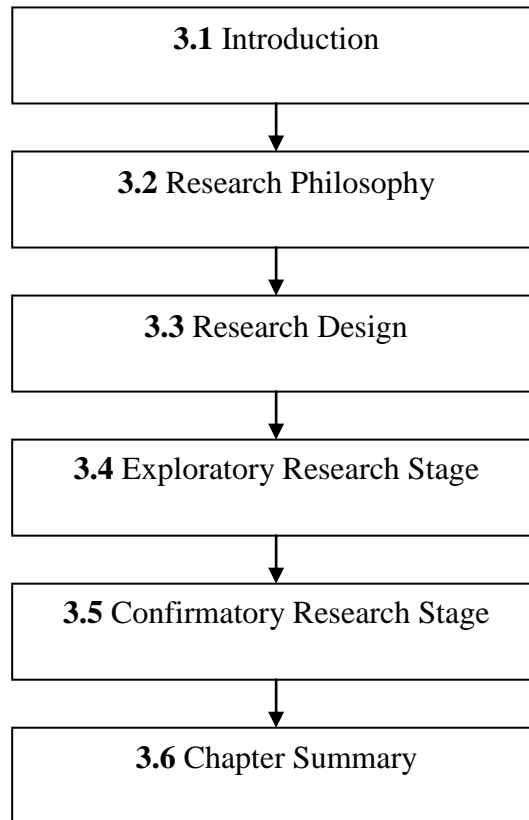 3.1 Introduction
3.2 Research Philosophy
3.3 Research Design
3.4 Exploratory Research Stage
3.5 Confirmatory Research Stage
3.6 Chapter Summary